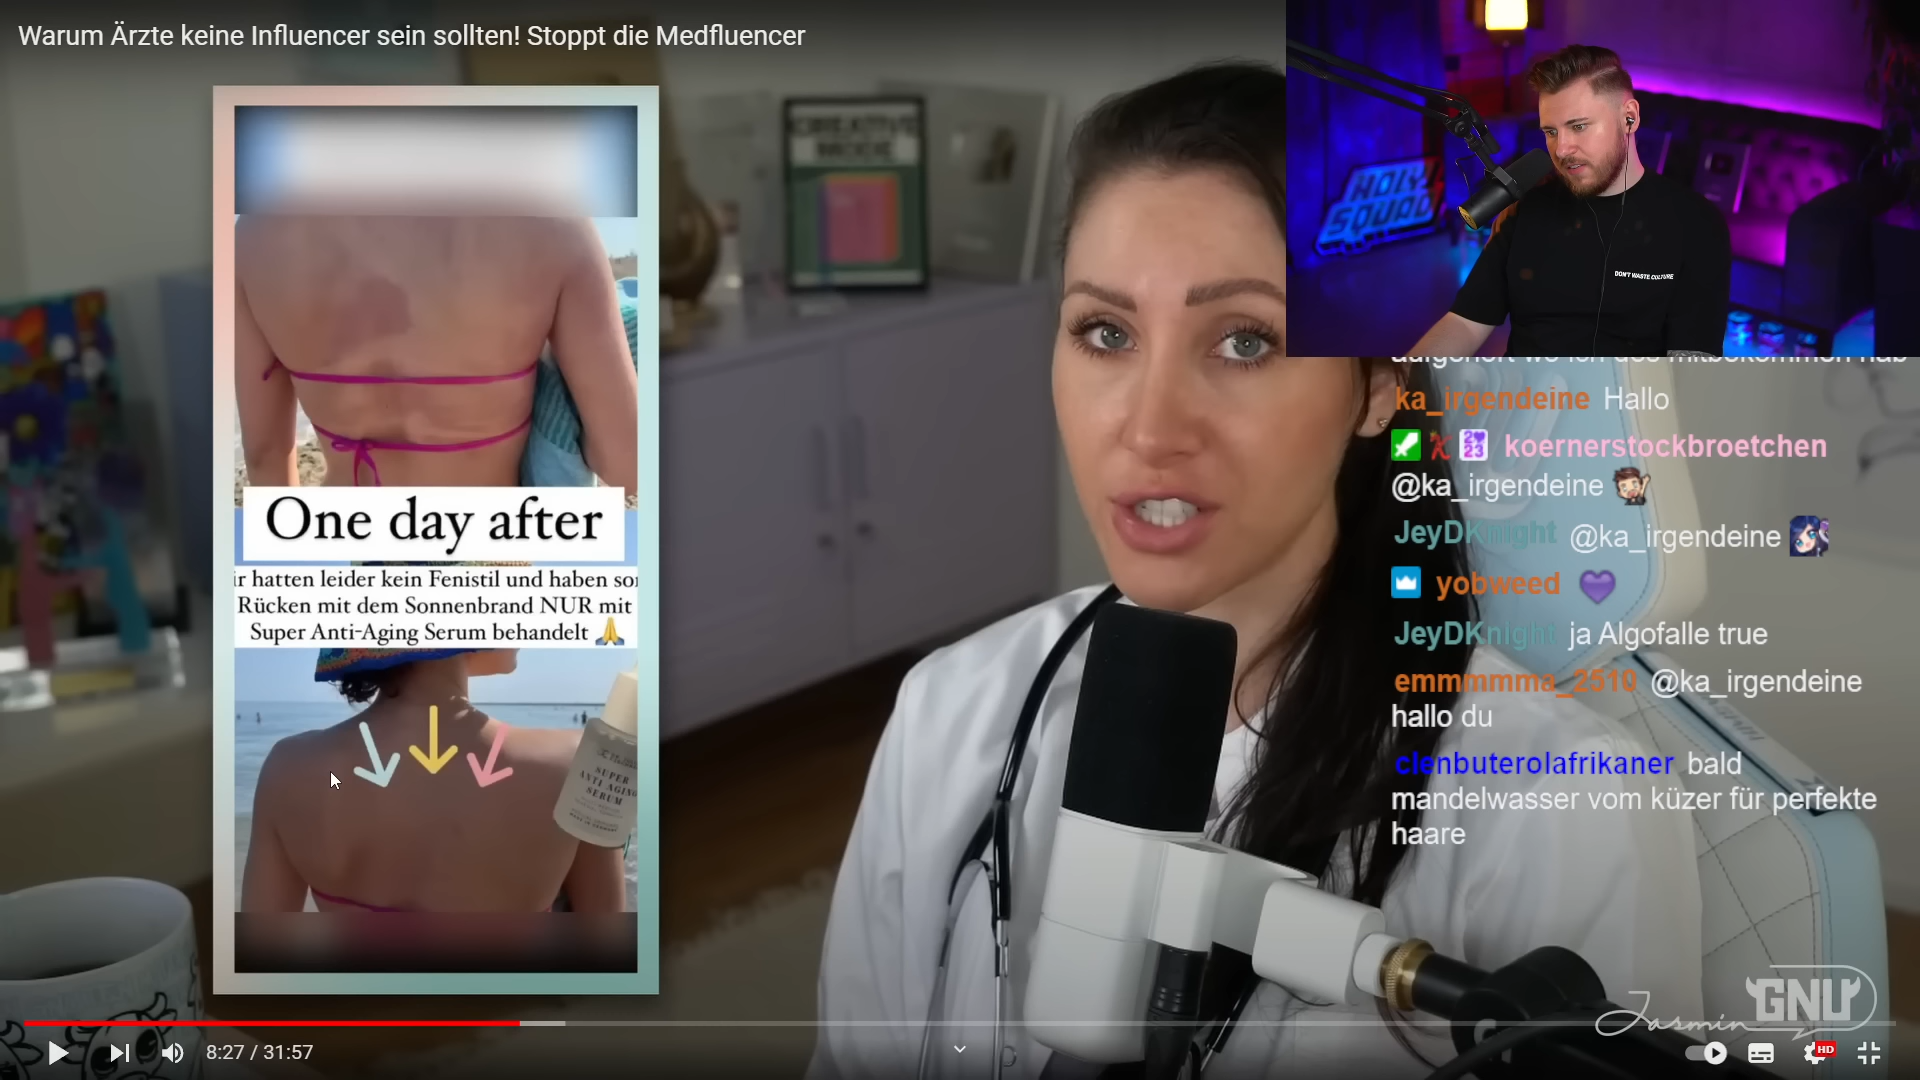 Warum Ärzte keine Influencer sein sollten! Stoppt die Medfluencer
CREATIVE
MODE
HOLY
SQUAD
DON'T WASTE CULTURE
One day after
ir hatten leider kein Fenistil und haben
Rücken mit dem Sonnenbrand NUR mit
Super Anti-Aging Serum behandelt 🙏
SUPER
ANTI AGING
SERUM
ka_irgendeine Hallo
koernerstockbroetchen
@ka_irgendeine
JeyDKnight @ka_irgendeine
yobweed 💜
JeyDKnight ja Algofalle true
emmmmma_2510 @ka_irgendeine
hallo du
clenbuterolafrikaner bald
mandelwasser vom küzer für perfekte
haare
Jasmin GNU
8:27 / 31:57
HD